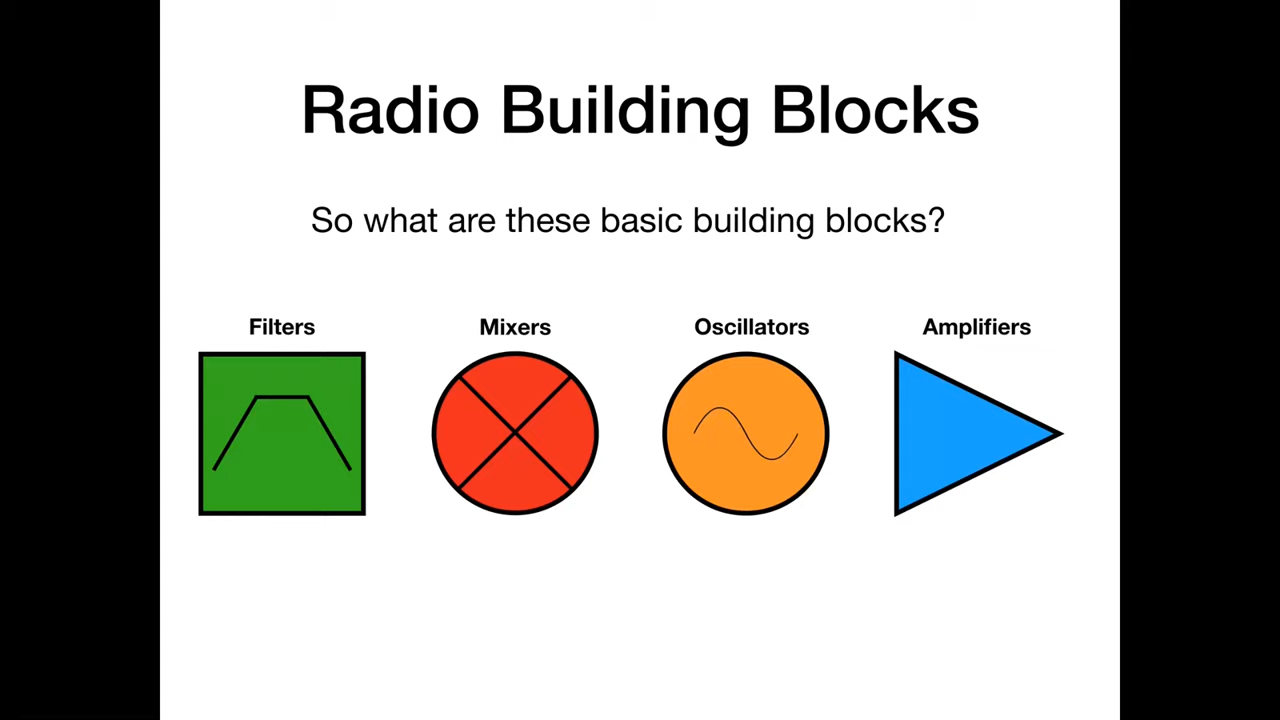 Radio Building Blocks
So what are these basic building blocks?
Filters
Mixers
Oscillators
Amplifiers